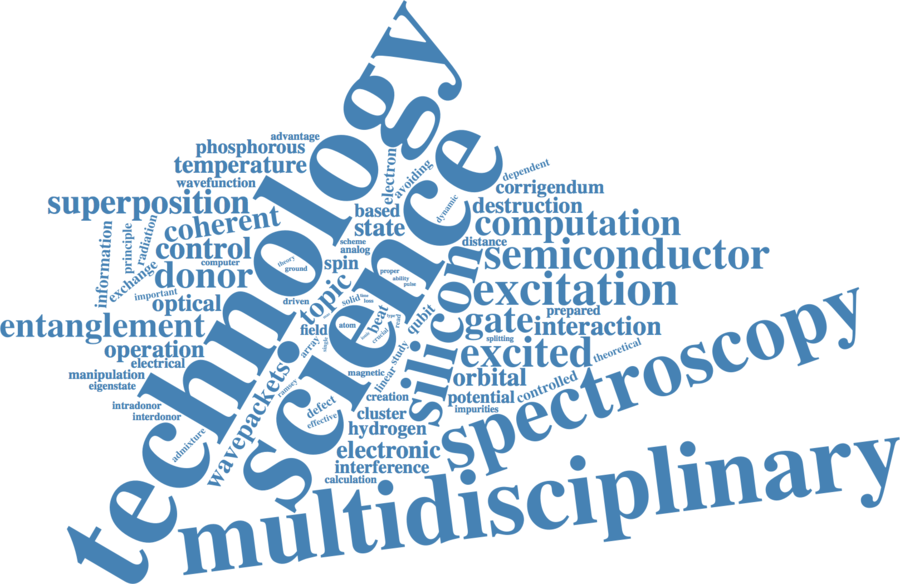 technology
science
multidisciplinary
spectroscopy
silicon
advantage
phosphorous
temperature
wavefunction
superposition
coherent
control
computer
donor
important
optical
entanglement
operation
electrical
manipulation
eigenstate
intradonor
interdonor
admixture
information
principle
radiation
exchange
electron
avoiding
based
state
scheme
analog
spin
theory
ground
driven
topic
solid
field
atom
array
single
beat
crucial
read
qubit
proper
ability
pulse
dynamic
magnetic
linear study
creation
ramsey
wavepackets
defect
effective
cluster
hydrogen
electronic
interference
calculation
dependent
corrigendum
destruction
computation
distance
semiconductor
excitation
prepared
gate
interaction
splitting
excited
theoretical
orbital
controlled
potential
impurities